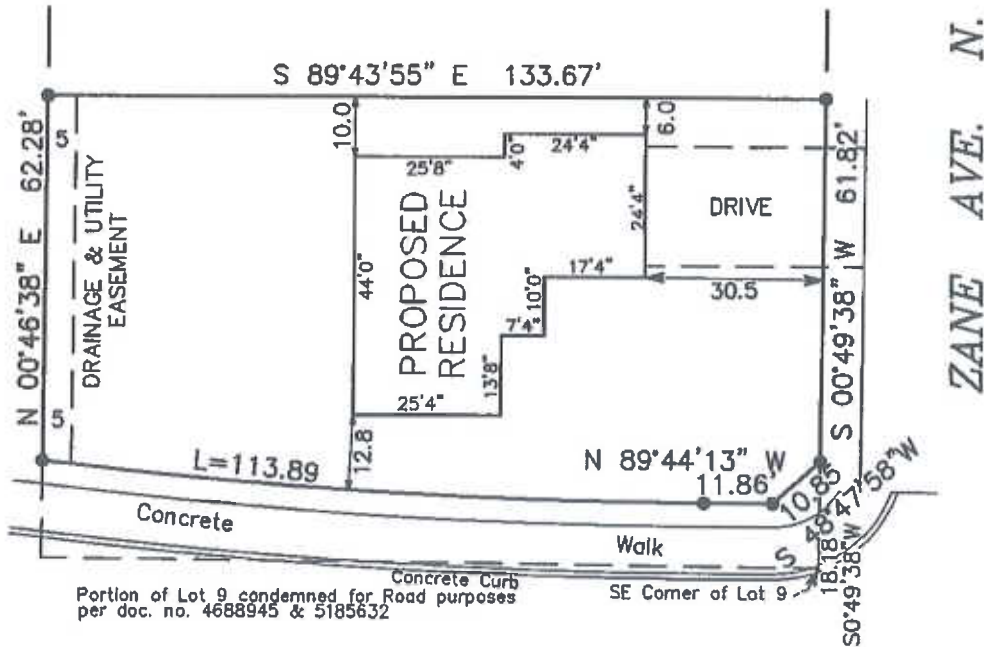 S 89°43'55" E 133.67'
ZANE AVE. N.
N 00°46'38" E 62.28'
5
DRAINAGE & UTILITY
EASEMENT
5
10.0
6.0
25'8"
4'0"
24'4"
24'4"
DRIVE
S 00°49'38" W 61.82'
44'0"
PROPOSED
RESIDENCE
17'4"
10'0"
7'4"
30.5
13'8"
25'4"
12.8
L=113.89
N 89°44'13" W
11.86'
10.85
S 48°47'58"W
Concrete
Walk
18.18
S0°49'38"W
Concrete Curb
SE Corner of Lot 9
Portion of Lot 9 condemned for Road purposes
per doc. no. 4688945 & 5185632